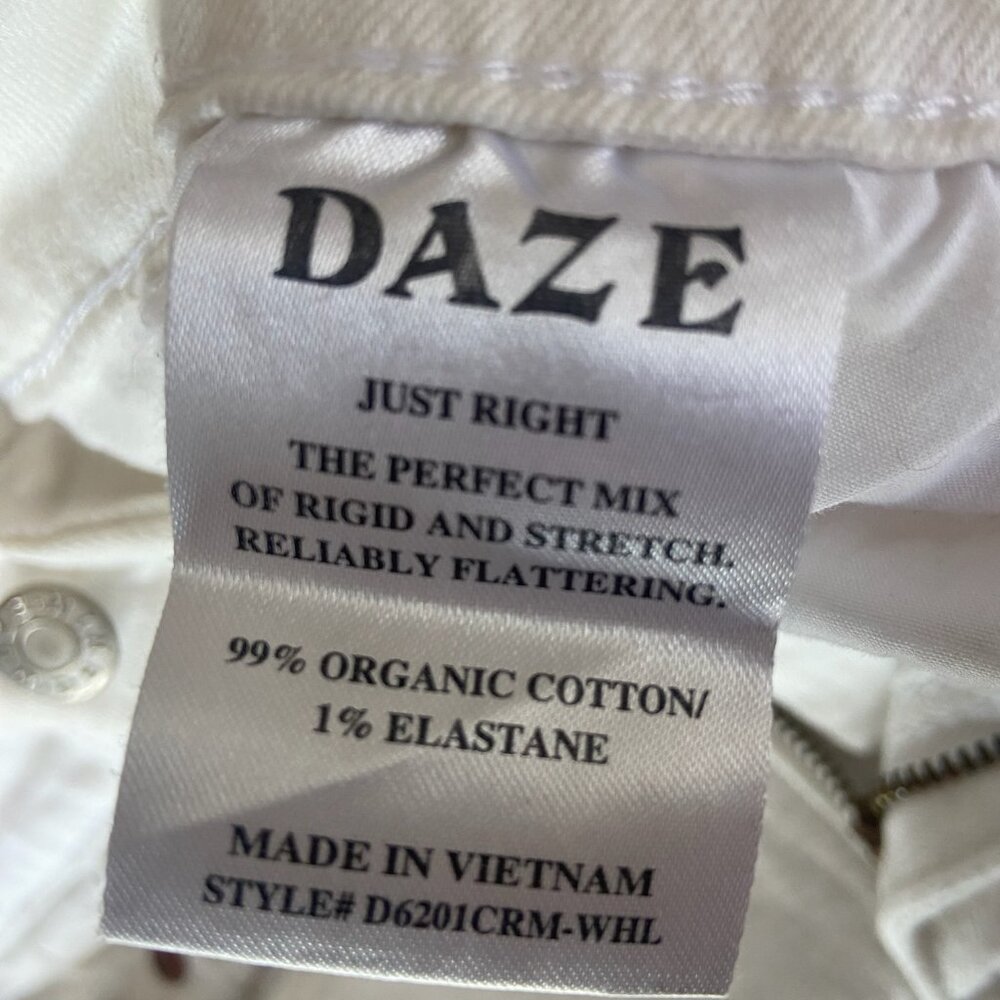 DAZE
JUST RIGHT
THE PERFECT MIX
OF RIGID AND STRETCH.
RELIABLY FLATTERING.
99% ORGANIC COTTON/
1% ELASTANE
MADE IN VIETNAM
STYLE# D6201CRM-WHL